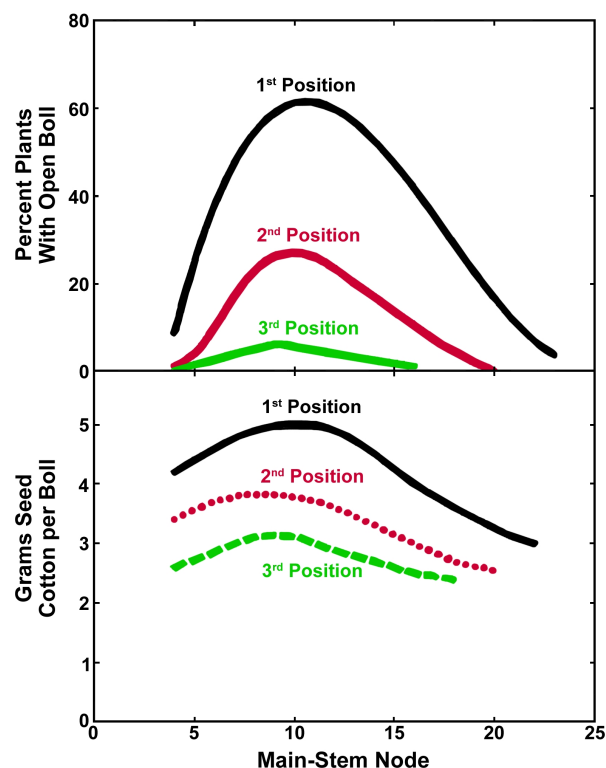 Percent Plants
With Open Boll
80
60
40
20
0
1st Position
2nd Position
3rd Position
Grams Seed
Cotton per Boll
5
4
3
2
1
0
1st Position
2nd Position
3rd Position
0
5
10
15
20
25
Main-Stem Node